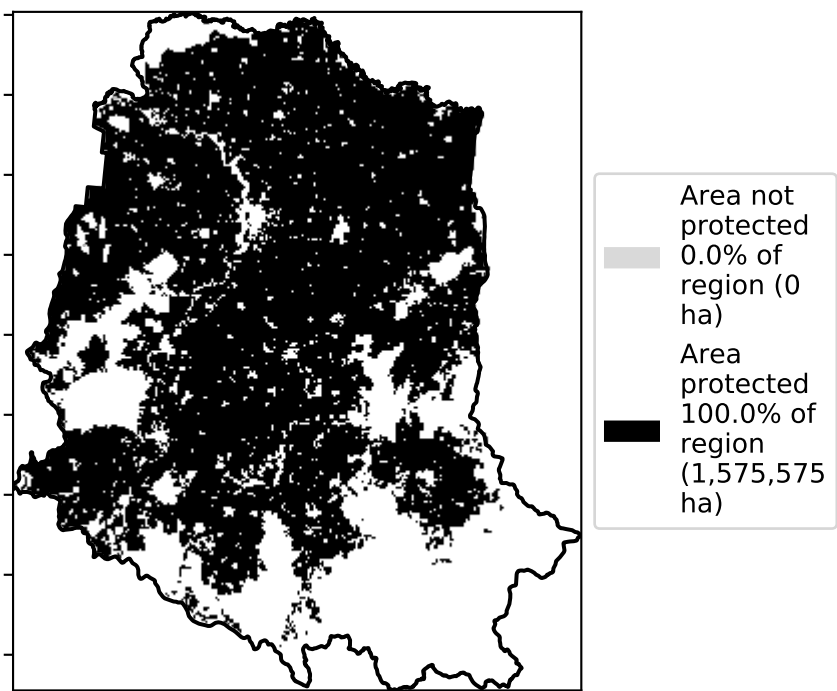 Area not
protected
0.0% of
region (0
ha)
Area
protected
100.0% of
region
(1,575,575
ha)